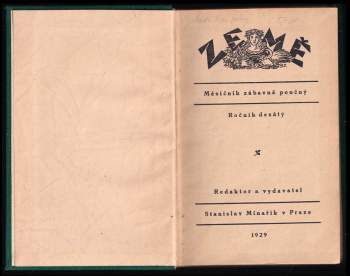 ZEMĚ
Měsíčník zábavně poučný
Ročník desátý
Redaktor a vydavatel
Stanislav Minařík v Praze
1929